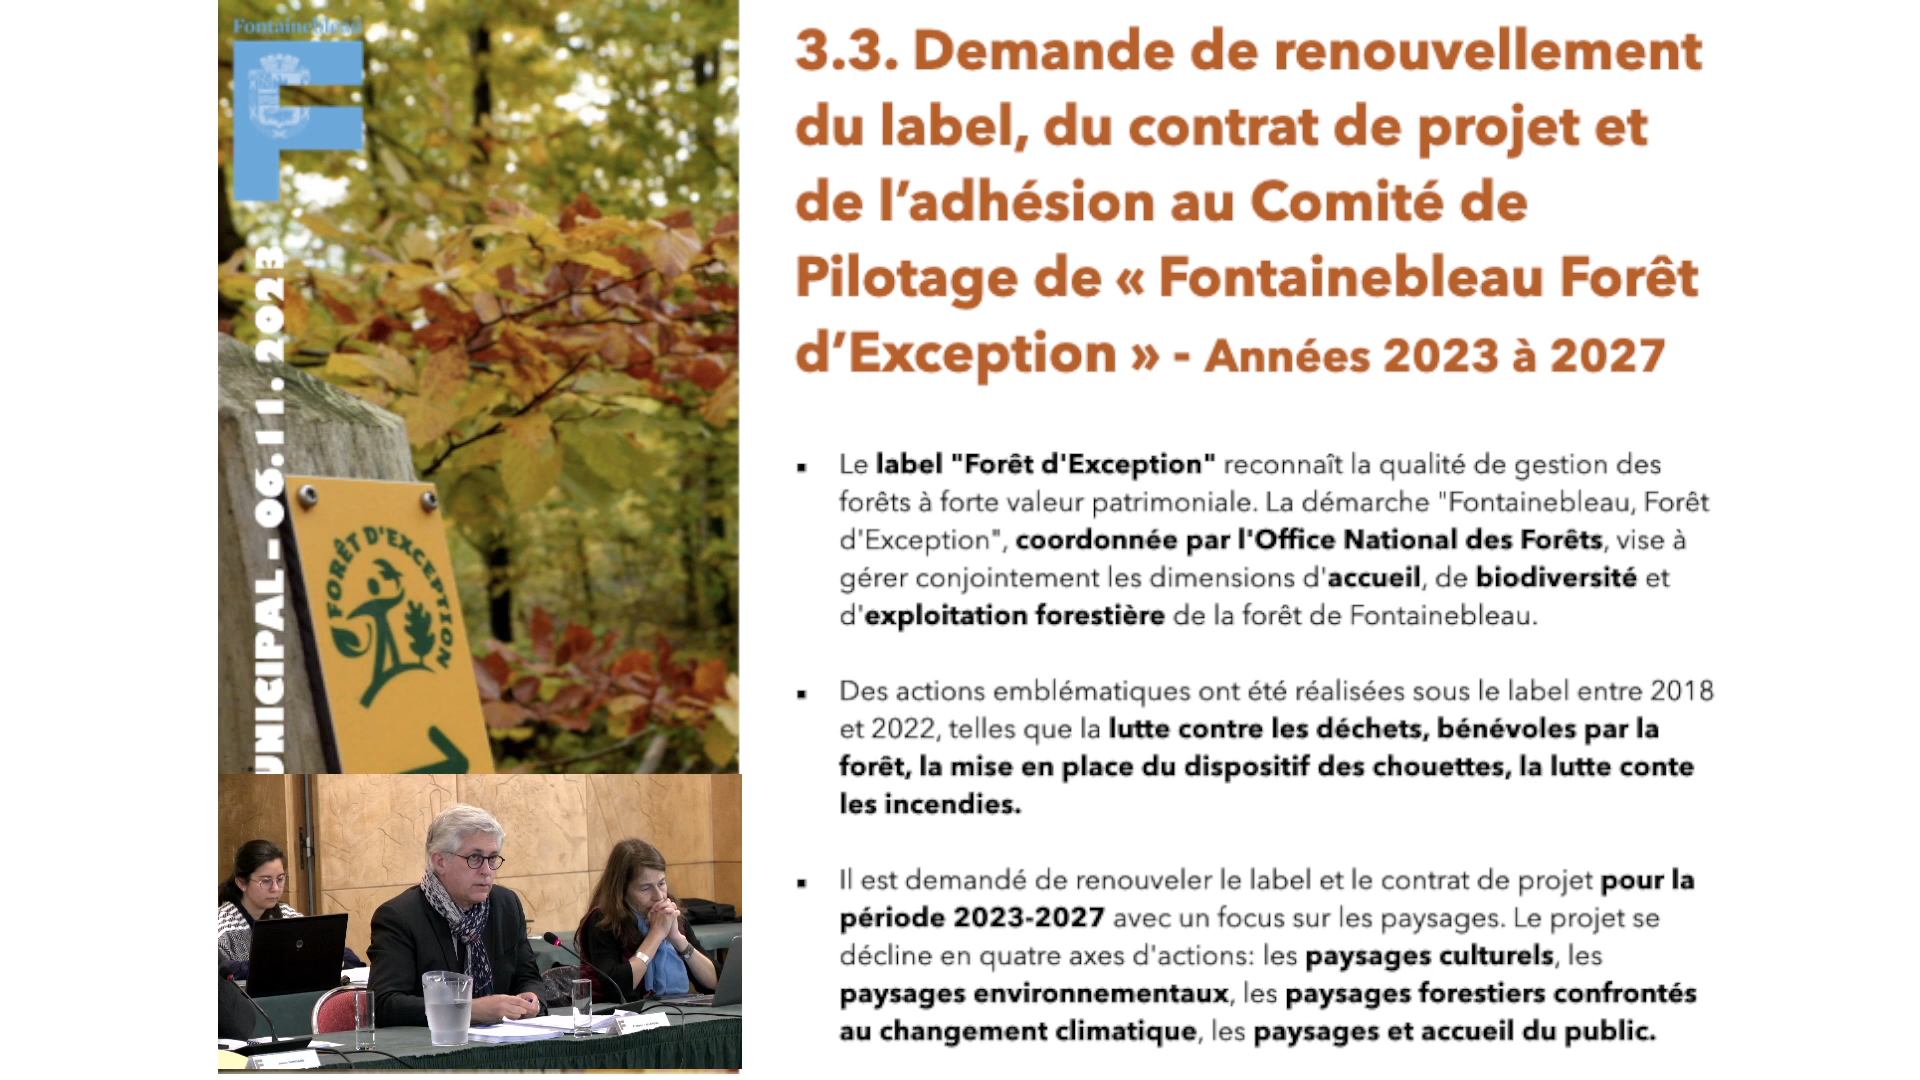 Fontainebleau
UNICIPAL - 06.11.2023
FORÊT D'EXCEPTION
3.3. Demande de renouvellement
du label, du contrat de projet et
de l’adhésion au Comité de
Pilotage de « Fontainebleau Forêt
d’Exception » - Années 2023 à 2027
▪ Le label "Forêt d'Exception" reconnaît la qualité de gestion des
forêts à forte valeur patrimoniale. La démarche "Fontainebleau, Forêt
d'Exception", coordonnée par l'Office National des Forêts, vise à
gérer conjointement les dimensions d'accueil, de biodiversité et
d'exploitation forestière de la forêt de Fontainebleau.
▪ Des actions emblématiques ont été réalisées sous le label entre 2018
et 2022, telles que la lutte contre les déchets, bénévoles par la
forêt, la mise en place du dispositif des chouettes, la lutte conte
les incendies.
▪ Il est demandé de renouveler le label et le contrat de projet pour la
période 2023-2027 avec un focus sur les paysages. Le projet se
décline en quatre axes d'actions: les paysages culturels, les
paysages environnementaux, les paysages forestiers confrontés
au changement climatique, les paysages et accueil du public.